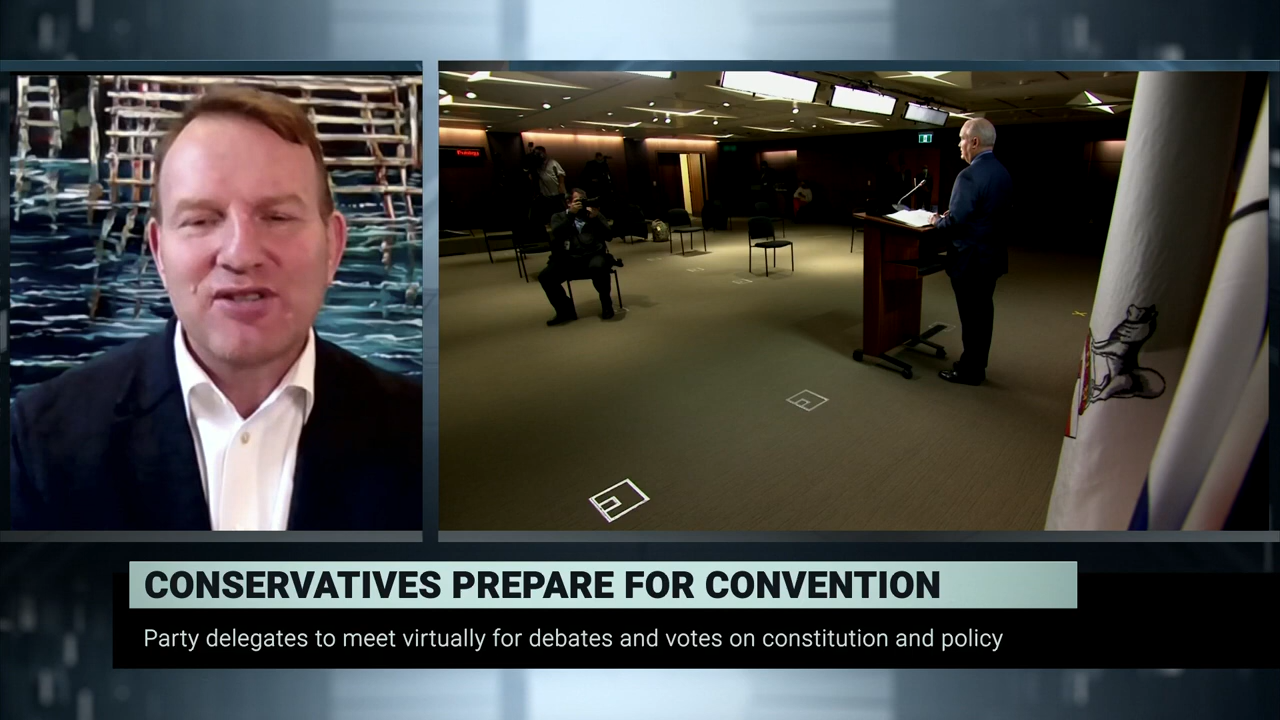 CONSERVATIVES PREPARE FOR CONVENTION
Party delegates to meet virtually for debates and votes on constitution and policy